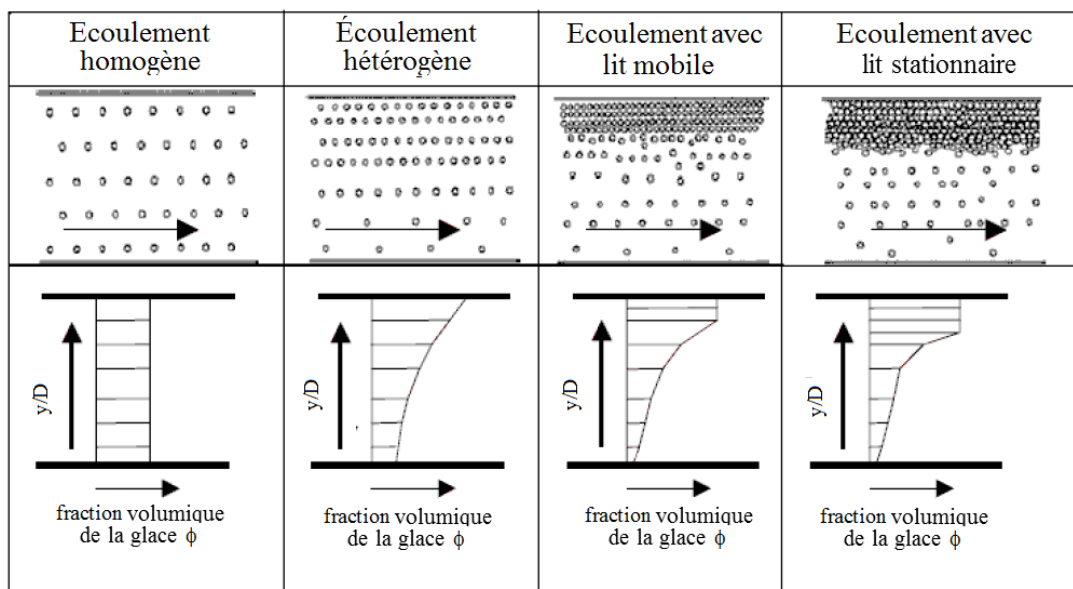 Ecoulement
homogène
Écoulement
hétérogène
Ecoulement avec
lit mobile
Ecoulement avec
lit stationnaire
y/D
fraction volumique
de la glace ϕ
y/D
fraction volumique
de la glace ϕ
y/D
fraction volumique
de la glace ϕ
y/D
fraction volumique
de la glace ϕ